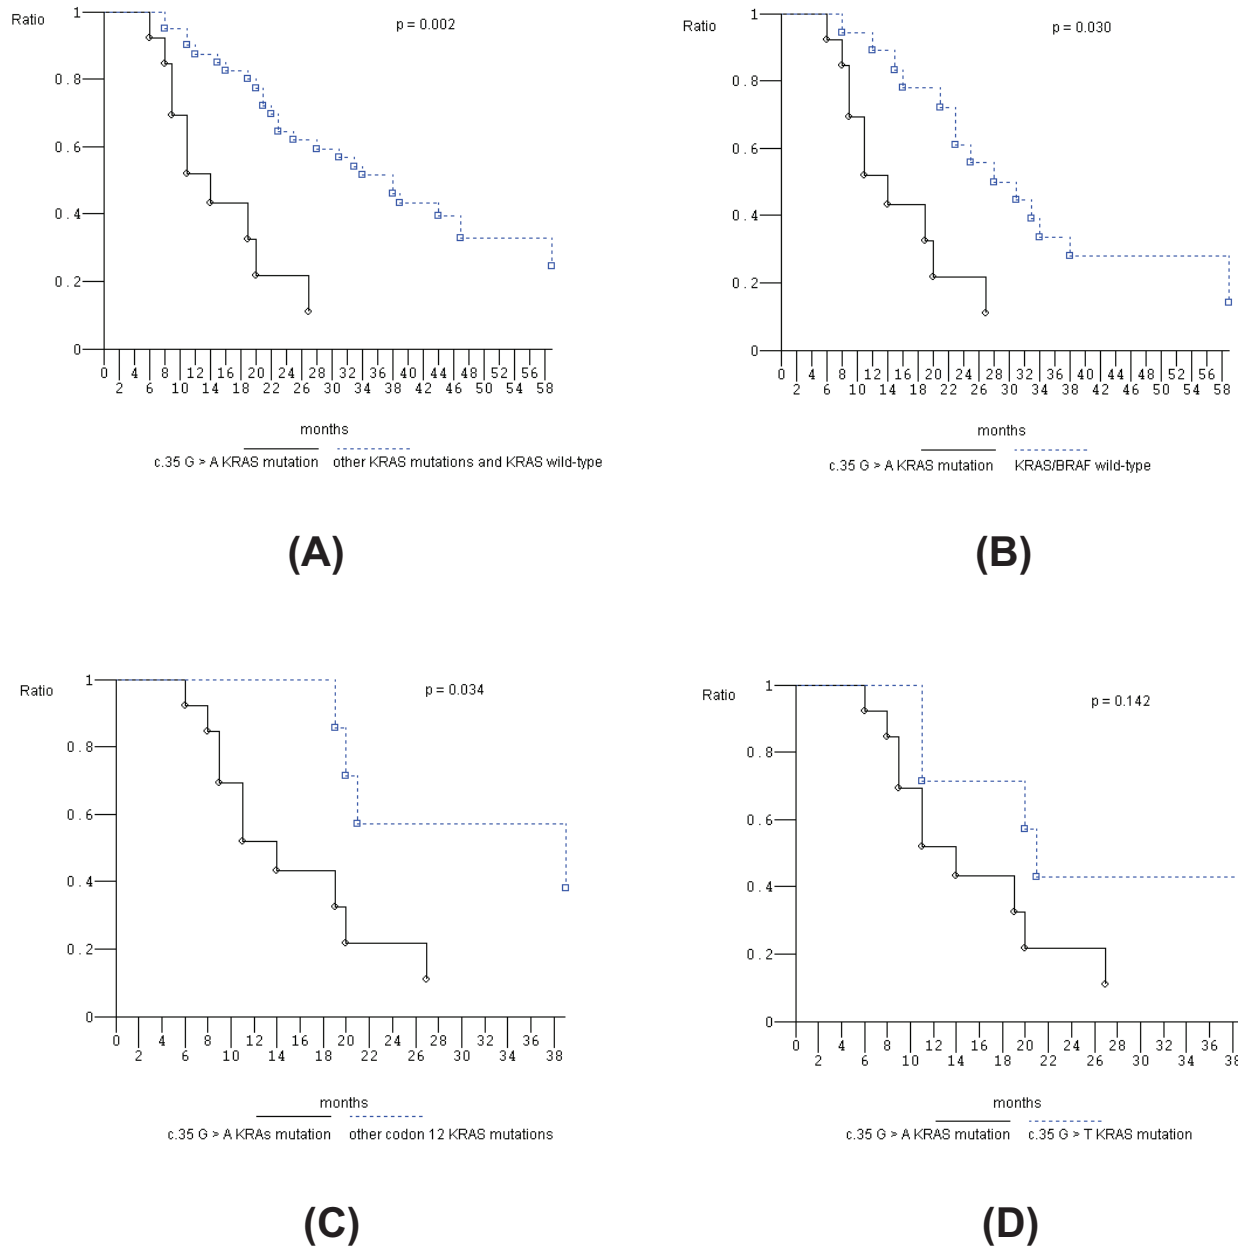 Ratio
p = 0.002
1
0.8
0.6
0.4
0.2
0
0 4 8 12 16 20 24 28 32 36 40 44 48 52 56
2 6 10 14 18 22 26 30 34 38 42 46 50 54 58
months
c.35 G > A KRAS mutation other KRAS mutations and KRAS wild-type
(A)
Ratio
p = 0.030
1
0.8
0.6
0.4
0.2
0
0 4 8 12 16 20 24 28 32 36 40 44 48 52 56
2 6 10 14 18 22 26 30 34 38 42 46 50 54 58
months
c.35 G > A KRAS mutation KRAS/BRAF wild-type
(B)
Ratio
p = 0.034
1
0.8
0.6
0.4
0.2
0
0 4 8 12 16 20 24 28 32 36
2 6 10 14 18 22 26 30 34 38
months
c.35 G > A KRAs mutation other codon 12 KRAS mutations
(C)
Ratio
p = 0.142
1
0.8
0.6
0.4
0.2
0
0 4 8 12 16 20 24 28 32 36
2 6 10 14 18 22 26 30 34 38
months
c.35 G > A KRAS mutation c.35 G > T KRAS mutation
(D)